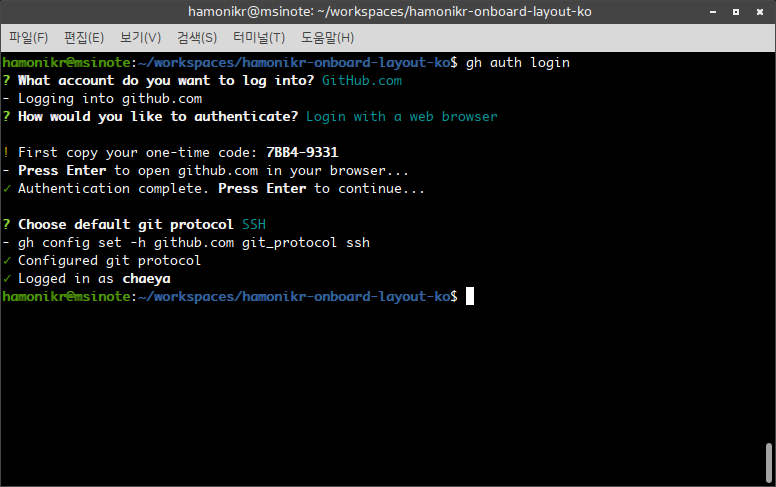 hamonikr@msinote: ~/workspaces/hamonikr-onboard-layout-ko
파일(F) 편집(E) 보기(V) 검색(S) 터미널(T) 도움말(H)
hamonikr@msinote:~/workspaces/hamonikr-onboard-layout-ko$ gh auth login
? What account do you want to log into? GitHub.com
- Logging into github.com
? How would you like to authenticate? Login with a web browser
! First copy your one-time code: 7BB4-9331
- Press Enter to open github.com in your browser...
✓ Authentication complete. Press Enter to continue...
? Choose default git protocol SSH
- gh config set -h github.com git_protocol ssh
✓ Configured git protocol
✓ Logged in as chaeya
hamonikr@msinote:~/workspaces/hamonikr-onboard-layout-ko$